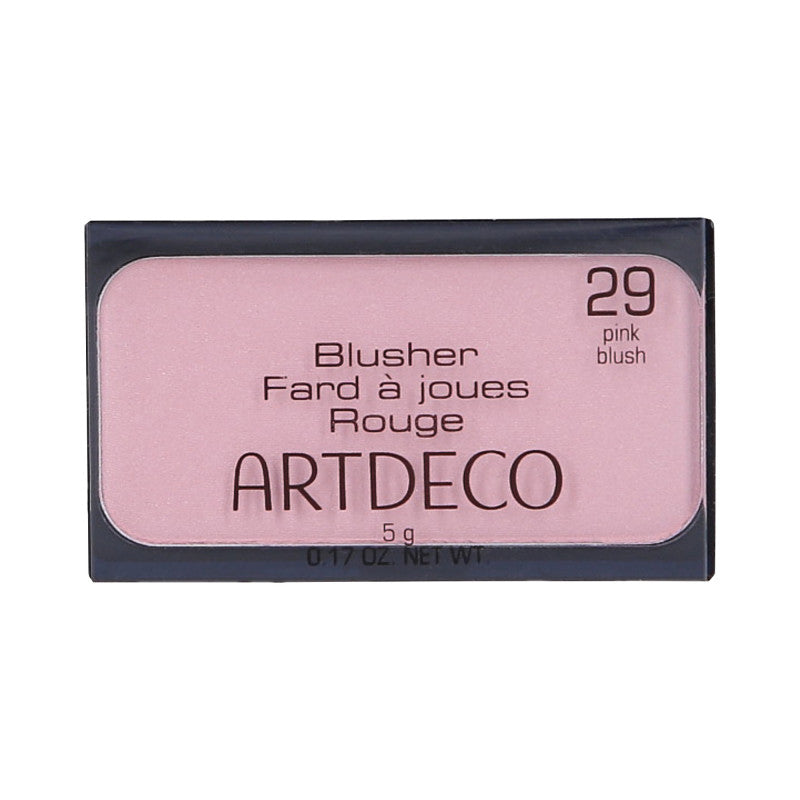 29
pink
blush
Blusher
Fard à joues
Rouge
ARTDECO
5 g
0.17 OZ. NET WT.